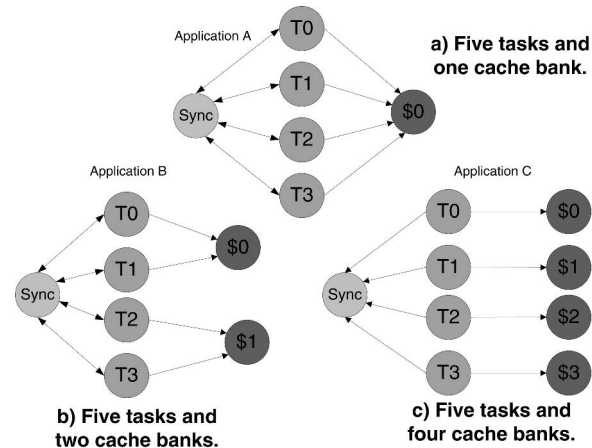 Application A
T0
T1
Sync
T2
T3
$0
a) Five tasks and
one cache bank.
Application B
T0
T1
Sync
T2
T3
$0
$1
b) Five tasks and
two cache banks.
Application C
T0
$0
T1
$1
Sync
T2
$2
T3
$3
c) Five tasks and
four cache banks.